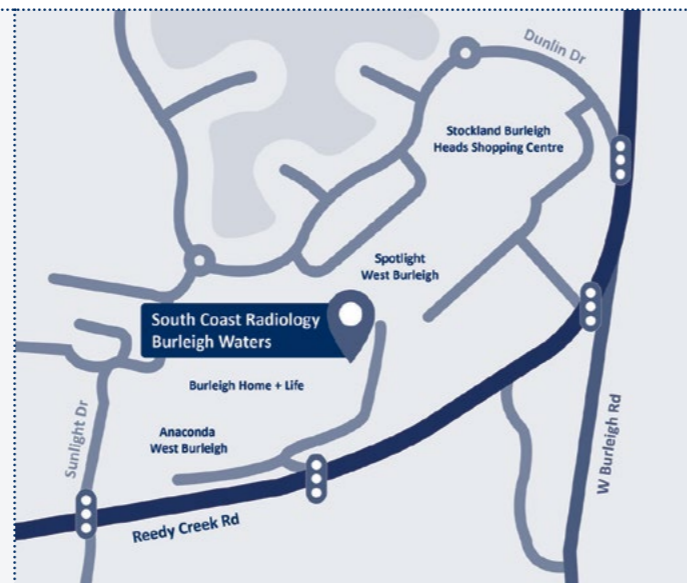 Dunlin Dr
Stockland Burleigh
Heads Shopping Centre
Spotlight
West Burleigh
South Coast Radiology
Burleigh Waters
Burleigh Home + Life
Anaconda
West Burleigh
Sunlight Dr
W Burleigh Rd
Reedy Creek Rd